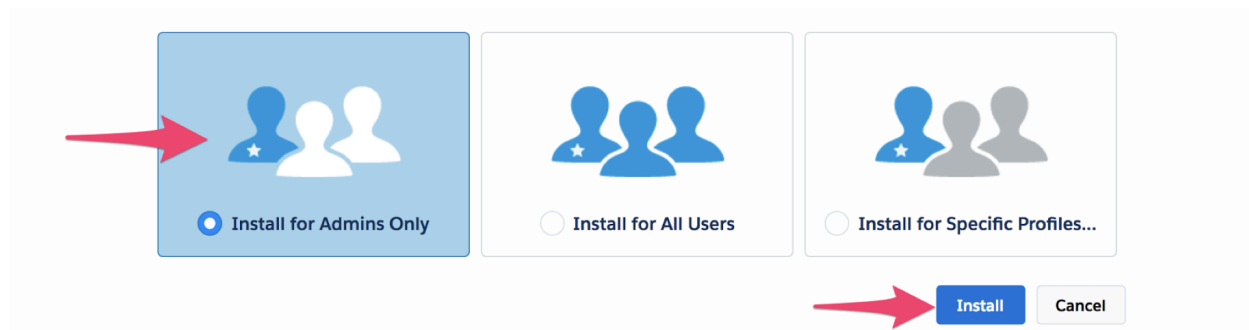 Install for Admins Only
Install for All Users
Install for Specific Profiles...
Install
Cancel